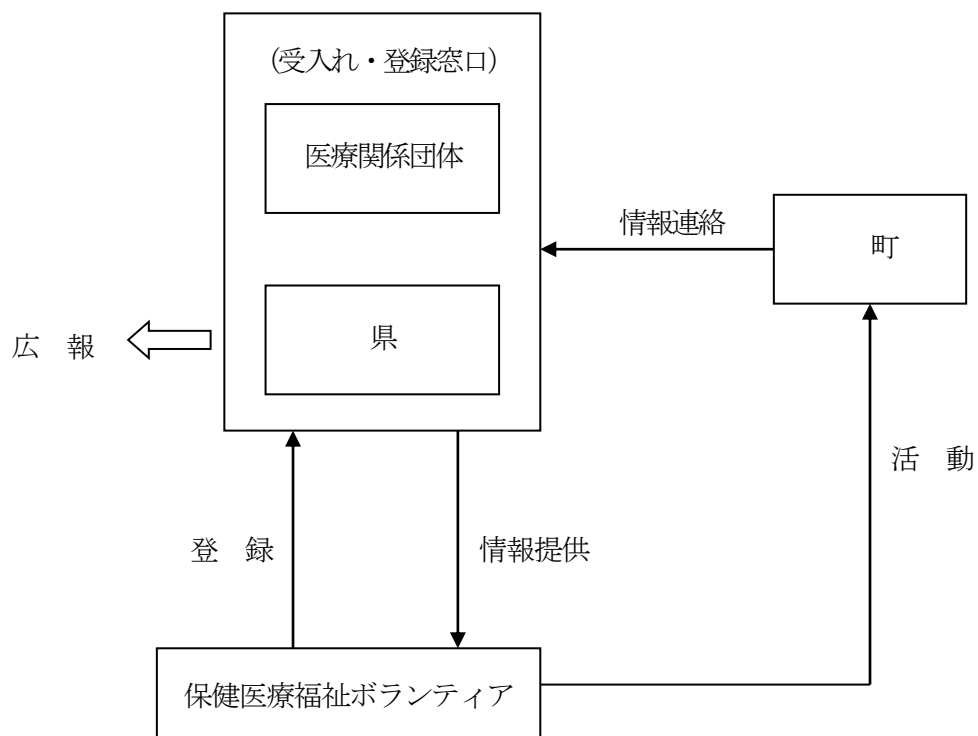 (受入れ・登録窓口)
医療関係団体
情報連絡
町
県
広　報
活　動
登　録
情報提供
保健医療福祉ボランティア